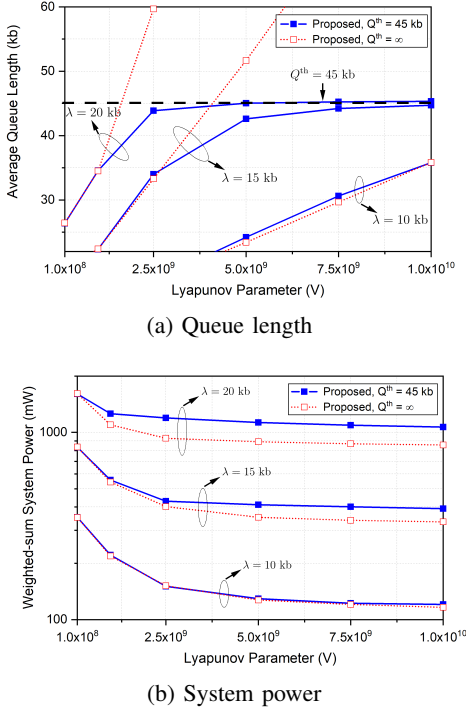 60
50
40
30
Average Queue Length (kb)
Proposed, Q^th = 45 kb
Proposed, Q^th = ∞
Q^th = 45 kb
λ = 20 kb
λ = 15 kb
λ = 10 kb
1.0x10^8 2.5x10^9 5.0x10^9 7.5x10^9 1.0x10^10
Lyapunov Parameter (V)
(a) Queue length
1000
100
Weighted-sum System Power (mW)
Proposed, Q^th = 45 kb
Proposed, Q^th = ∞
λ = 20 kb
λ = 15 kb
λ = 10 kb
1.0x10^8 2.5x10^9 5.0x10^9 7.5x10^9 1.0x10^10
Lyapunov Parameter (V)
(b) System power